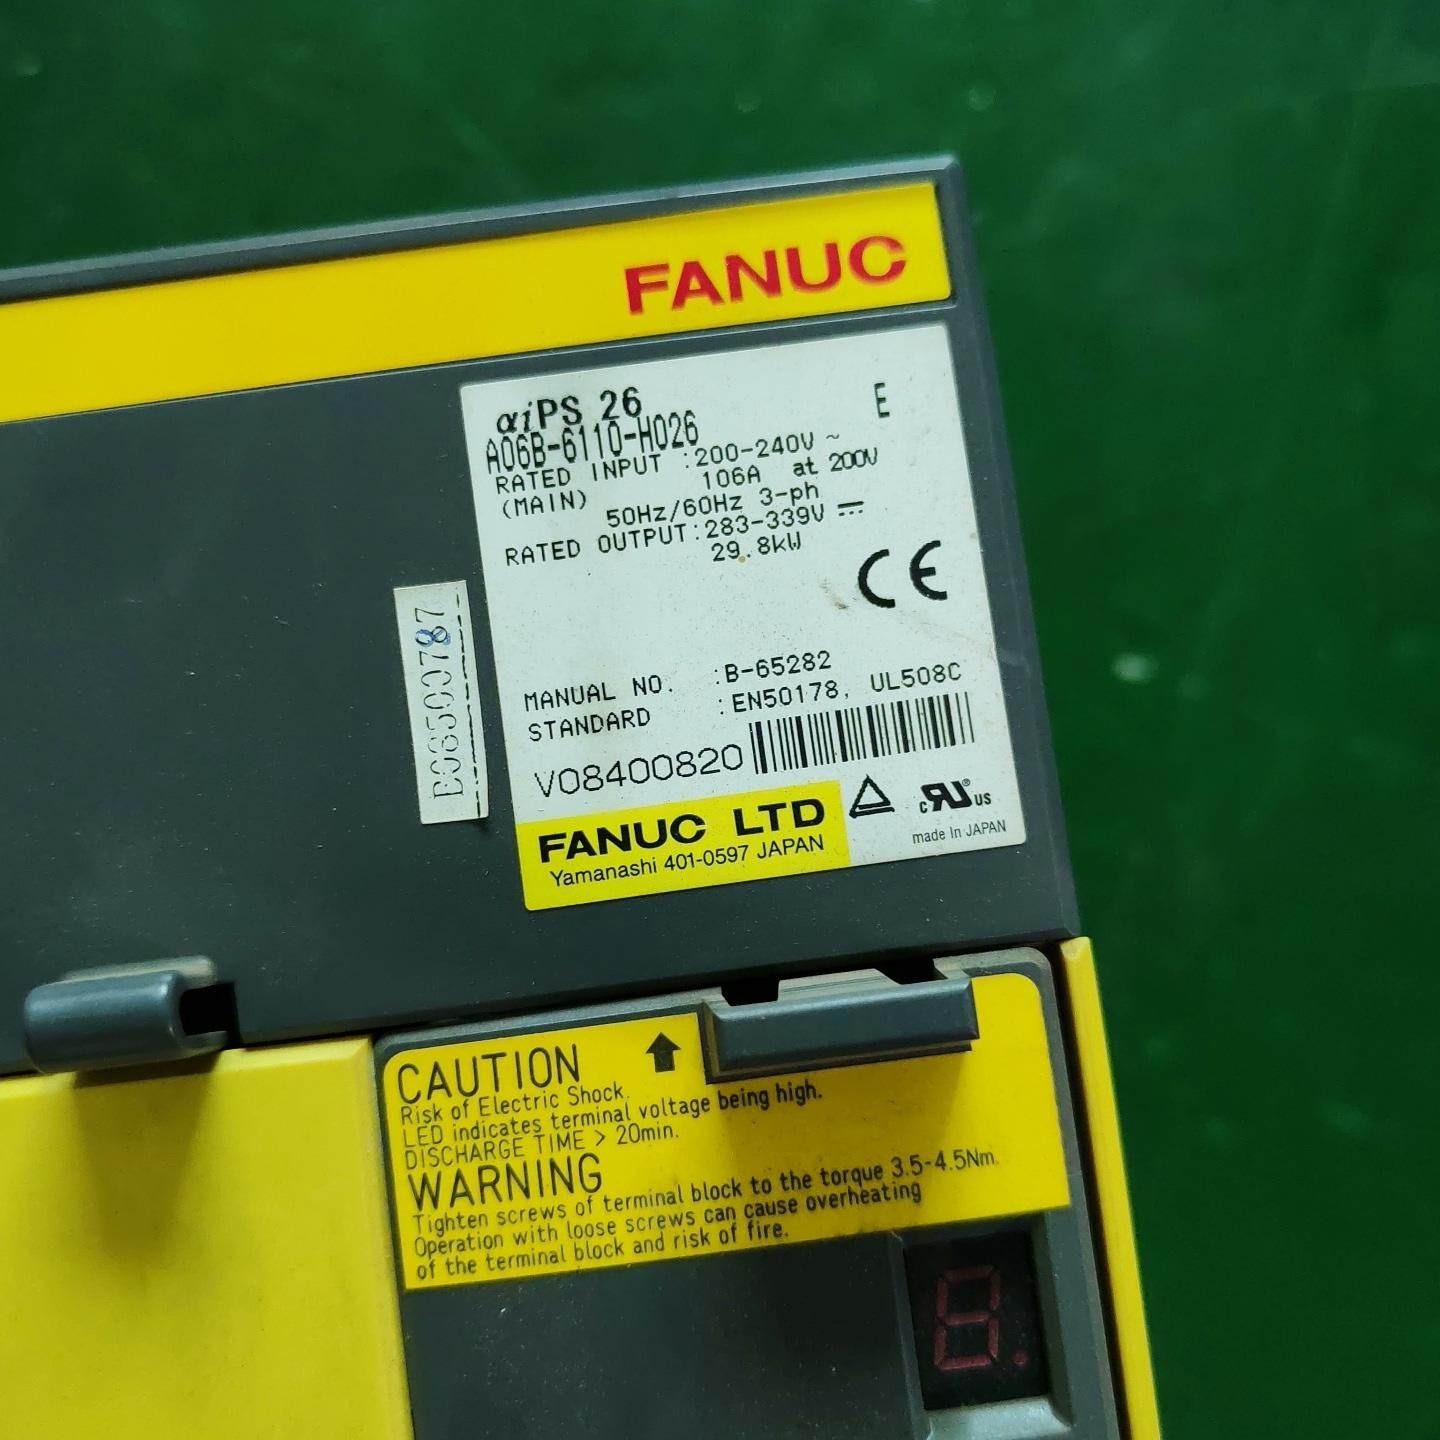 FANUC
αiPS 26
E
A06B-6110-H026
RATED INPUT :200-240V ~
(MAIN) 106A at 200V
50Hz/60Hz 3-ph
RATED OUTPUT:283-339V ⎓
29.8kW
CE
MANUAL NO. :B-65282
STANDARD :EN50178, UL508C
V08400820
FANUC LTD
Yamanashi 401-0597 JAPAN
c RU ® US
made in JAPAN
CAUTION
Risk of Electric Shock.
LED indicates terminal voltage being high.
DISCHARGE TIME > 20min.
WARNING
Tighten screws of terminal block to the torque 3.5-4.5Nm.
Operation with loose screws can cause overheating
of the terminal block and risk of fire.
8.